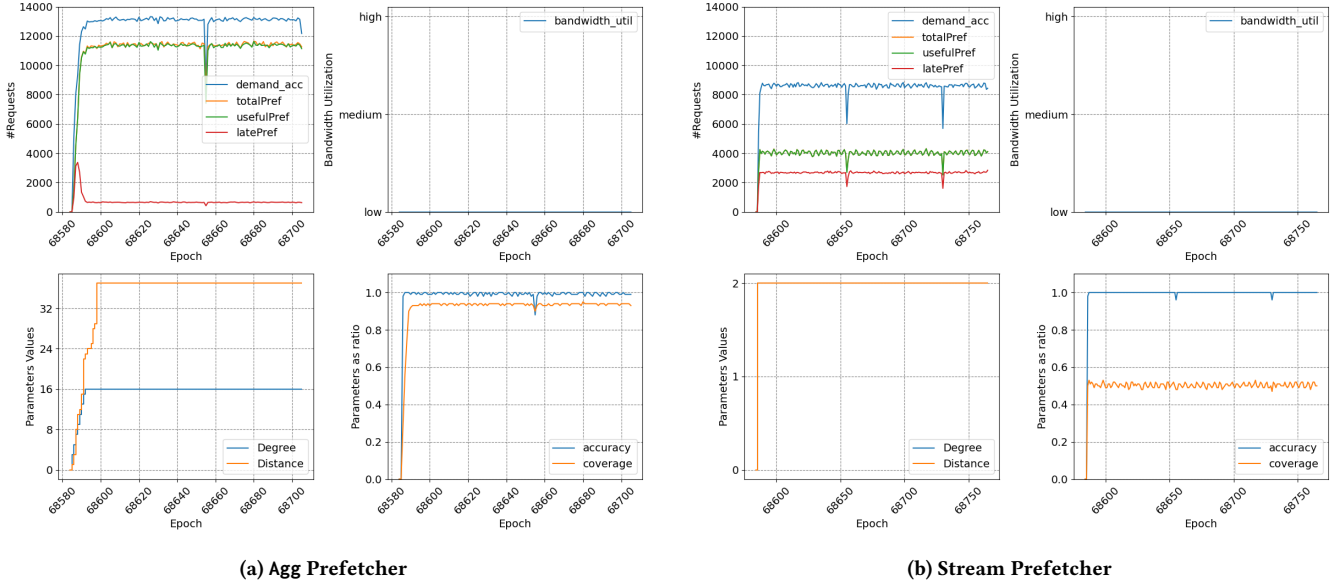 14000
12000
10000
8000
6000
4000
2000
0
#Requests
demand_acc
totalPref
usefulPref
latePref
68580
68600
68620
68640
68660
68680
68700
Epoch
high
medium
low
Bandwidth Utilization
bandwidth_util
68580
68600
68620
68640
68660
68680
68700
Epoch
32
24
16
8
0
Parameters Values
Degree
Distance
68580
68600
68620
68640
68660
68680
68700
Epoch
1.0
0.8
0.6
0.4
0.2
0.0
Parameters as ratio
accuracy
coverage
68580
68600
68620
68640
68660
68680
68700
Epoch
(a) Agg Prefetcher
14000
12000
10000
8000
6000
4000
2000
0
#Requests
demand_acc
totalPref
usefulPref
latePref
68600
68650
68700
68750
Epoch
high
medium
low
Bandwidth Utilization
bandwidth_util
68600
68650
68700
68750
Epoch
2
1
0
Parameters Values
Degree
Distance
68600
68650
68700
68750
Epoch
1.0
0.8
0.6
0.4
0.2
0.0
Parameters as ratio
accuracy
coverage
68600
68650
68700
68750
Epoch
(b) Stream Prefetcher